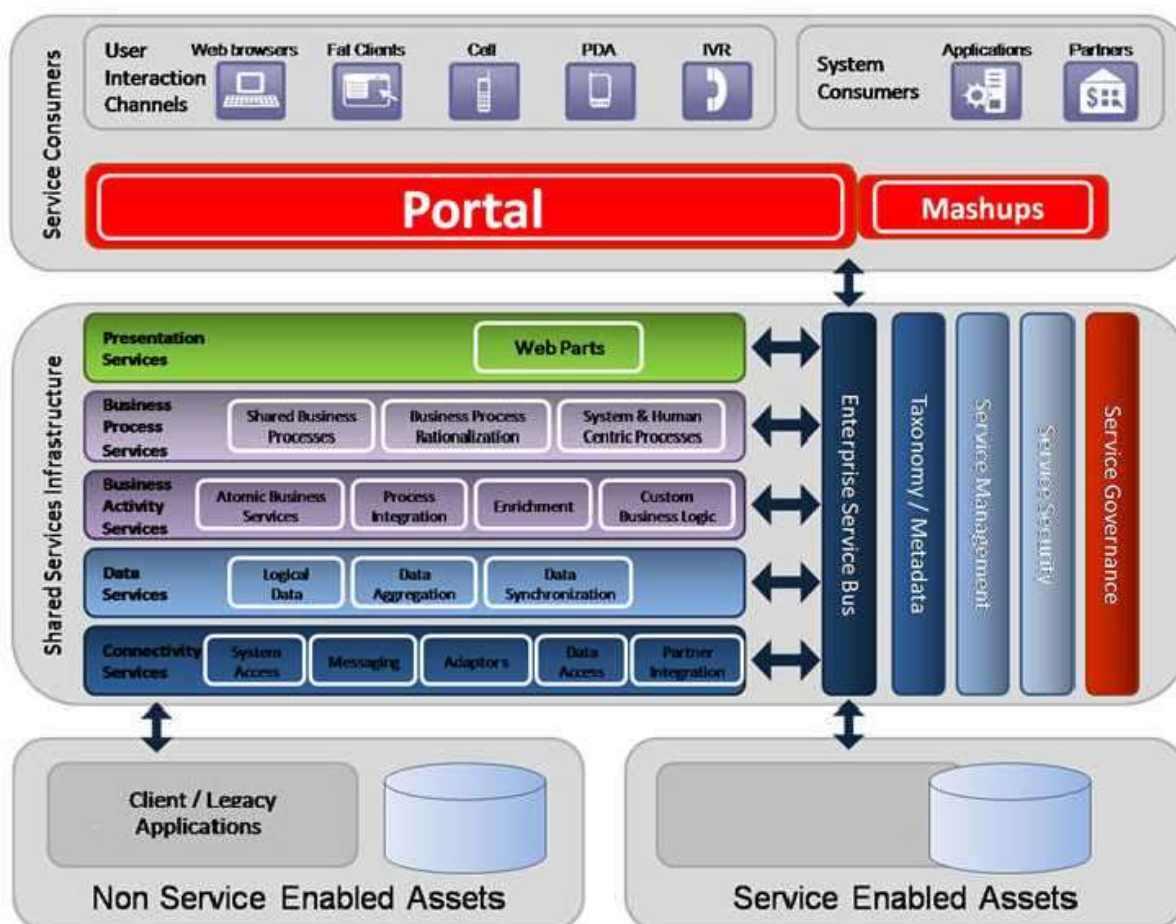 Service Consumers
User
Interaction
Channels
Web browsers
Fat Clients
Cell
PDA
IVR
System
Consumers
Applications
Partners
$
Portal
Mashups
Shared Services Infrastructure
Presentation
Services
Web Parts
Business
Process
Services
Shared Business
Processes
Business Process
Rationalization
System & Human
Centric Processes
Business
Activity
Services
Atomic Business
Services
Process
Integration
Enrichment
Custom
Business Logic
Data
Services
Logical
Data
Data
Aggregation
Data
Synchronization
Connectivity
Services
System
Access
Messaging
Adaptors
Data
Access
Partner
Integration
Enterprise Service Bus
Taxonomy / Metadata
Service Management
Service Security
Service Governance
Client / Legacy
Applications
Non Service Enabled Assets
Service Enabled Assets